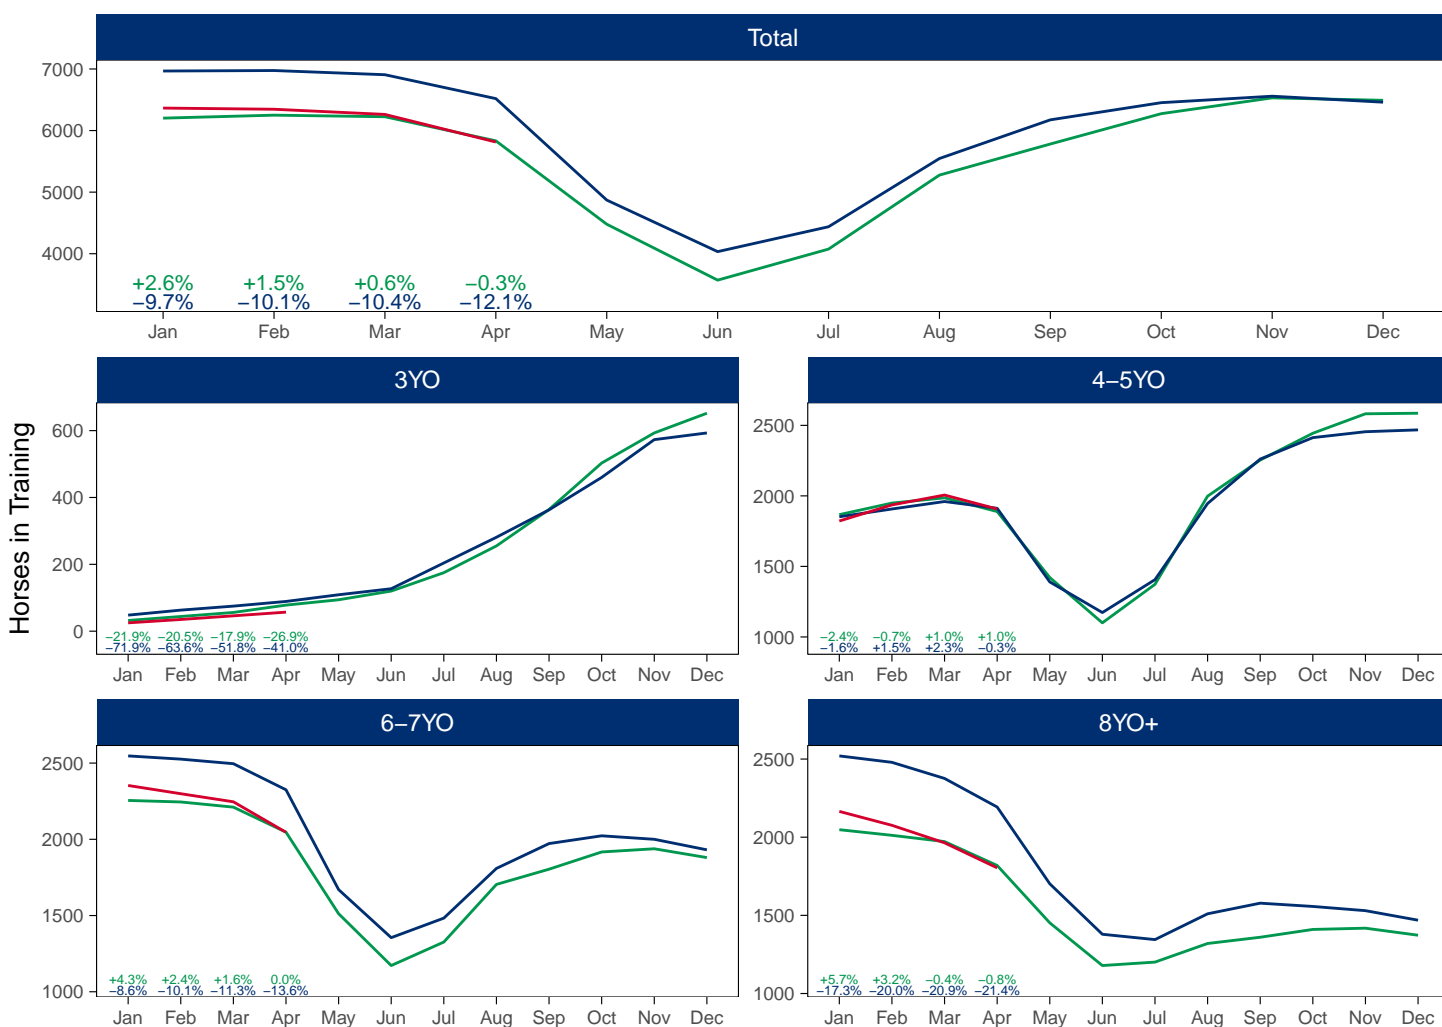 Total
7000
6000
5000
4000
+2.6% +1.5% +0.6% −0.3%
−9.7% −10.1% −10.4% −12.1%
Jan Feb Mar Apr May Jun Jul Aug Sep Oct Nov Dec
Horses in Training
3YO
600
400
200
0
−21.9% −20.5% −17.9% −26.9%
−71.9% −63.6% −51.8% −41.0%
Jan Feb Mar Apr May Jun Jul Aug Sep Oct Nov Dec
4−5YO
2500
2000
1500
1000
−2.4% −0.7% +1.0% +1.0%
−1.6% +1.5% +2.3% −0.3%
Jan Feb Mar Apr May Jun Jul Aug Sep Oct Nov Dec
6−7YO
2500
2000
1500
1000
+4.3% +2.4% +1.6% 0.0%
−8.6% −10.1% −11.3% −13.6%
Jan Feb Mar Apr May Jun Jul Aug Sep Oct Nov Dec
8YO+
2500
2000
1500
1000
+5.7% +3.2% −0.4% −0.8%
−17.3% −20.0% −20.9% −21.4%
Jan Feb Mar Apr May Jun Jul Aug Sep Oct Nov Dec